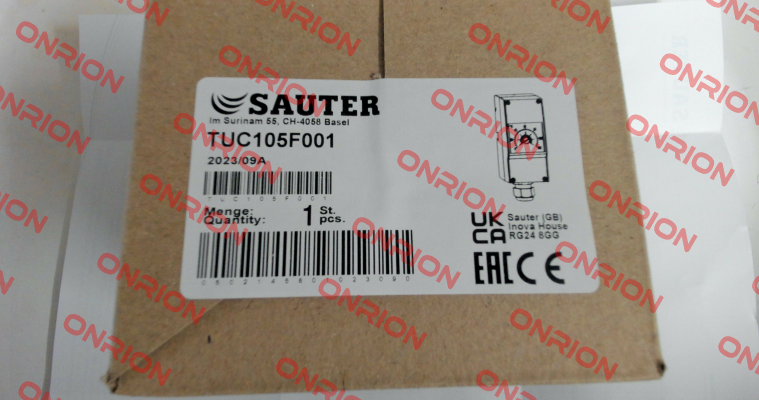 SAUTER
Im Surinam 55, CH-4058 Basel
TUC105F001
2023/09A
TUC105F001
Menge: 1 St.
Quantity: pcs.
UK
CA
Sauter (GB)
Inova House
RG24 8GG
EAC CE
ONRION